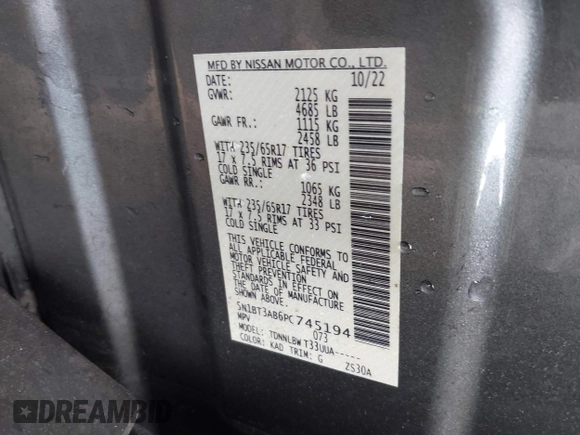 MFD BY NISSAN MOTOR CO., LTD.
DATE: 10/22
GVWR: 2125 KG
4685 LB
GAWR FR.: 1115 KG
2458 LB
WITH 235/65R17 TIRES
17 x 7.5 RIMS AT 36 PSI
COLD SINGLE
GAWR RR.: 1065 KG
2348 LB
WITH 235/65R17 TIRES
17 x 7.5 RIMS AT 33 PSI
COLD SINGLE
THIS VEHICLE CONFORMS TO
ALL APPLICABLE FEDERAL
MOTOR VEHICLE SAFETY AND
THEFT PREVENTION
STANDARDS IN EFFECT ON
THE DATE OF MANUFACTURE
SHOWN ABOVE.
5N1BT3AB6PC745194
MPV 073
MODEL: TDNNLBW T33UUA-----
COLOR: KAD TRIM: G ZS30A
DREAMBID